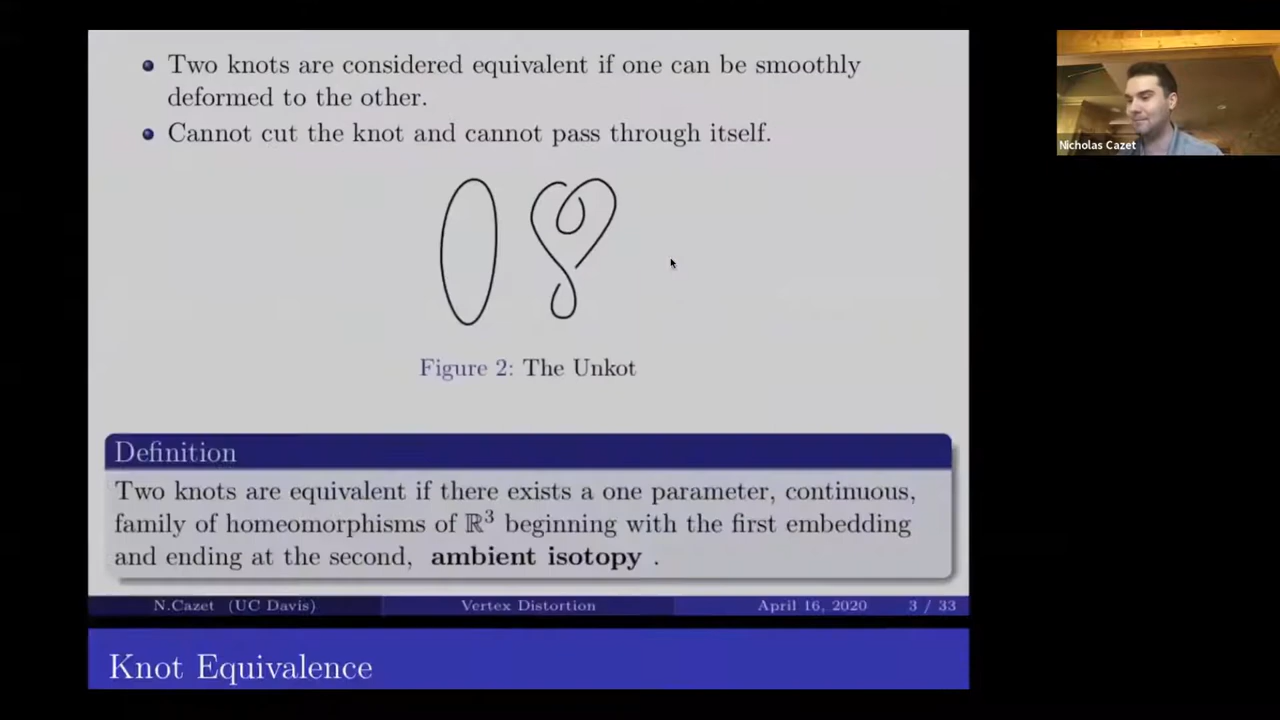 Two knots are considered equivalent if one can be smoothly
deformed to the other.
Cannot cut the knot and cannot pass through itself.
Figure 2: The Unkot
Definition
Two knots are equivalent if there exists a one parameter, continuous,
family of homeomorphisms of ℝ³ beginning with the first embedding
and ending at the second, ambient isotopy .
N.Cazet (UC Davis) Vertex Distortion April 16, 2020 3 / 33
Knot Equivalence
Nicholas Cazet